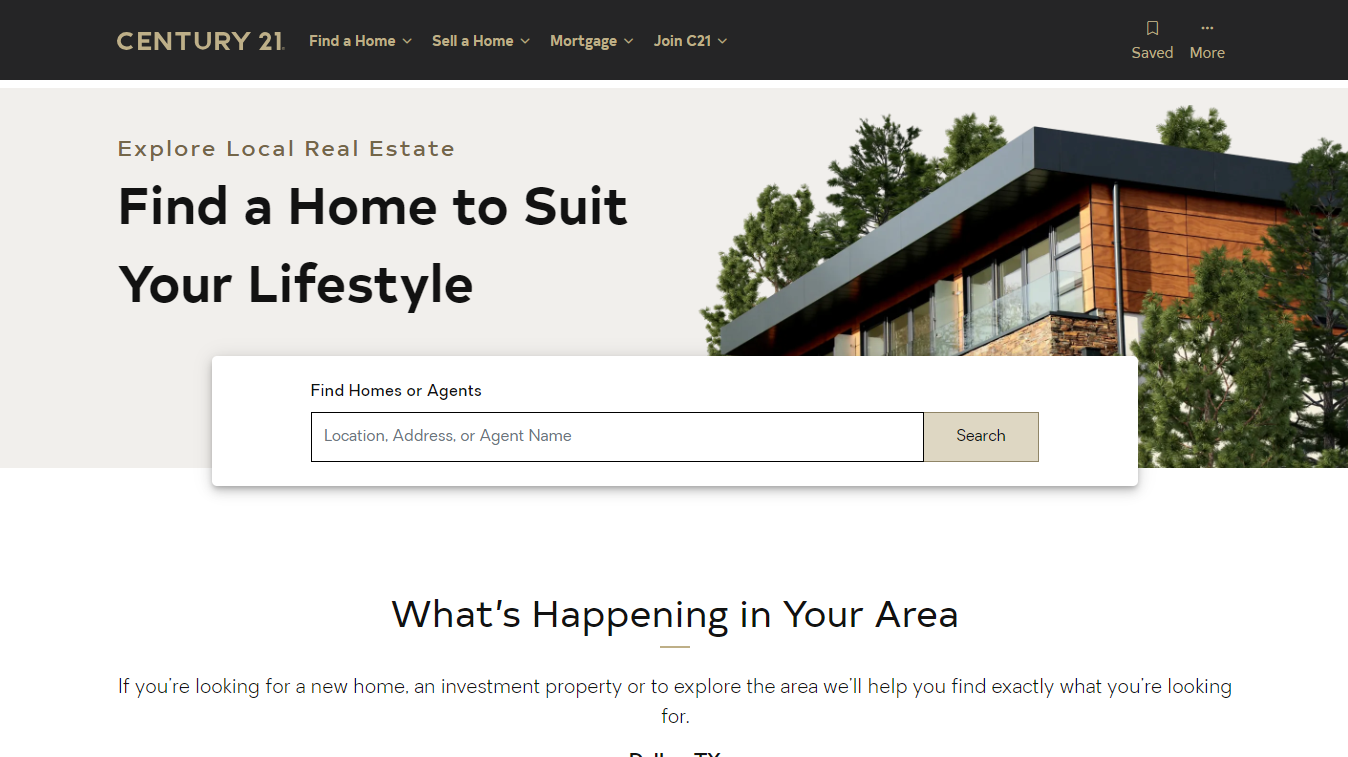 CENTURY 21
Find a Home
Sell a Home
Mortgage
Join C21
Saved
More
Explore Local Real Estate
Find a Home to Suit
Your Lifestyle
Find Homes or Agents
Location, Address, or Agent Name
Search
What's Happening in Your Area
If you're looking for a new home, an investment property or to explore the area we'll help you find exactly what you're looking
for.
Dallas, TX